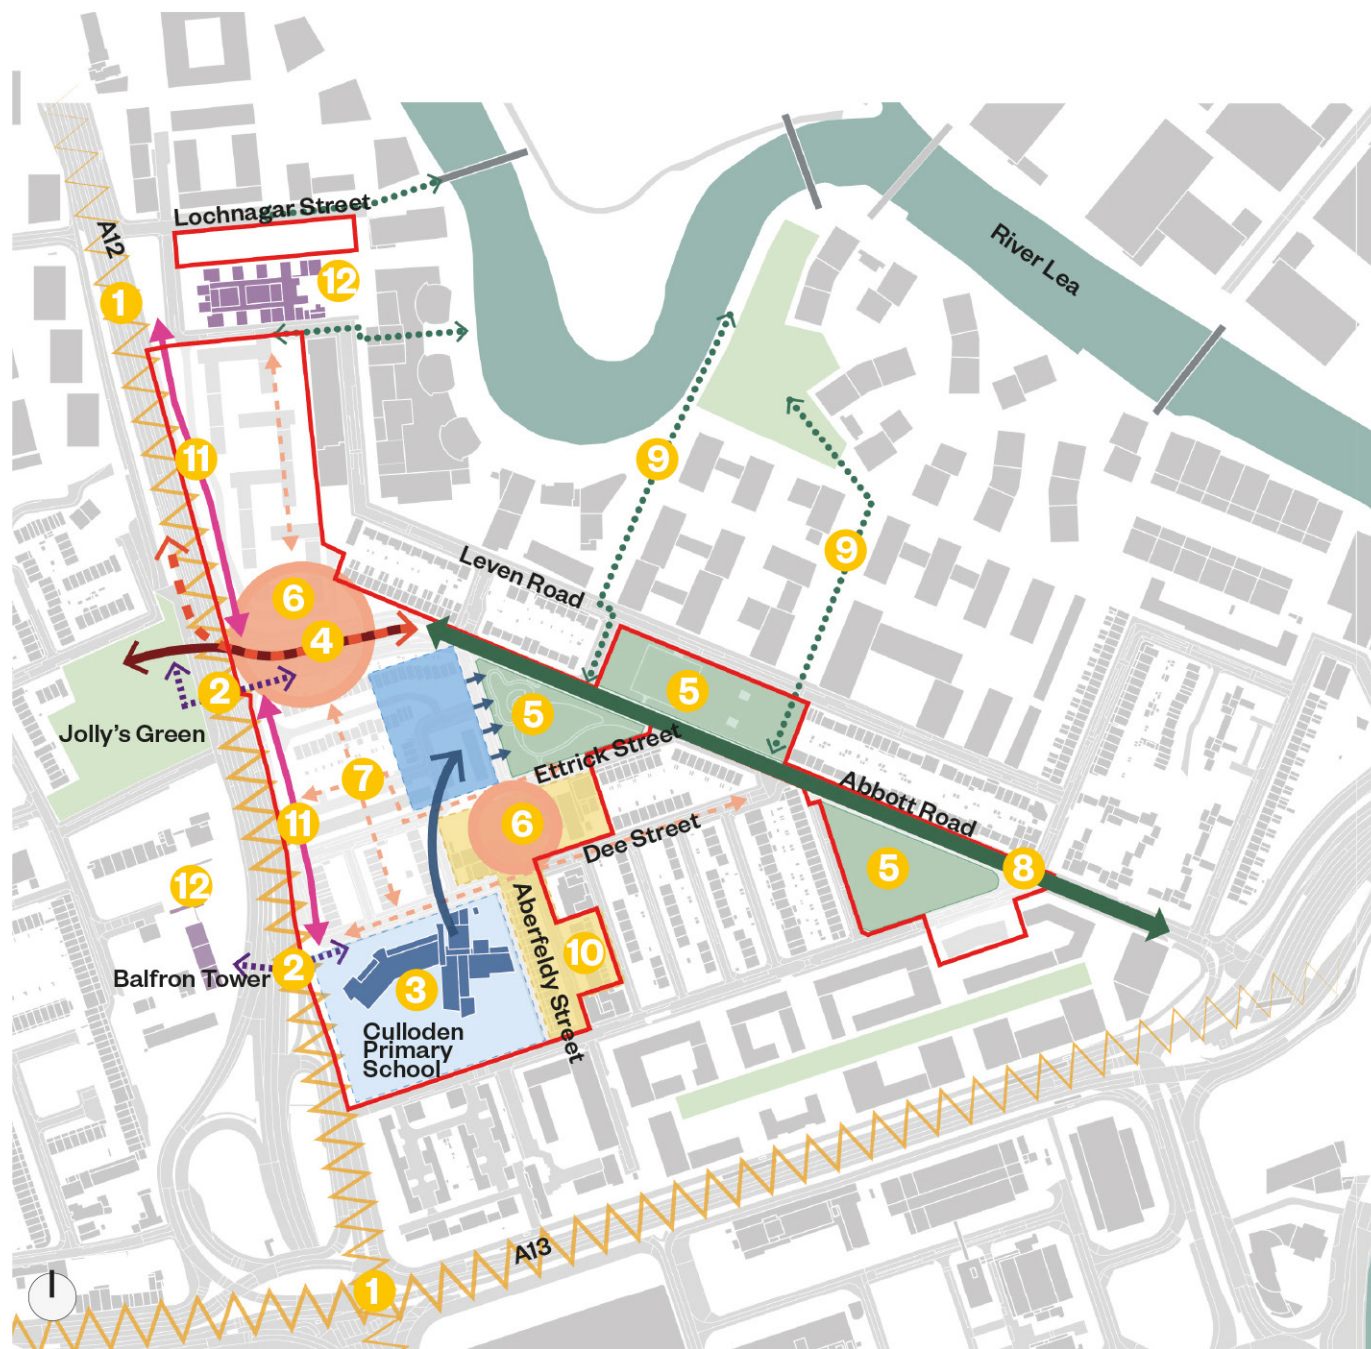 Lochnagar Street
A12
12
1
River Lea
11
9
Leven Road
9
6
4
5
2
5
Jolly's Green
Ettrick Street
7
Abbott Road
11
6
Dee Street
5
8
12
Aberfeldy Street
10
2
Balfron Tower
3
Culloden
Primary
School
A13
1